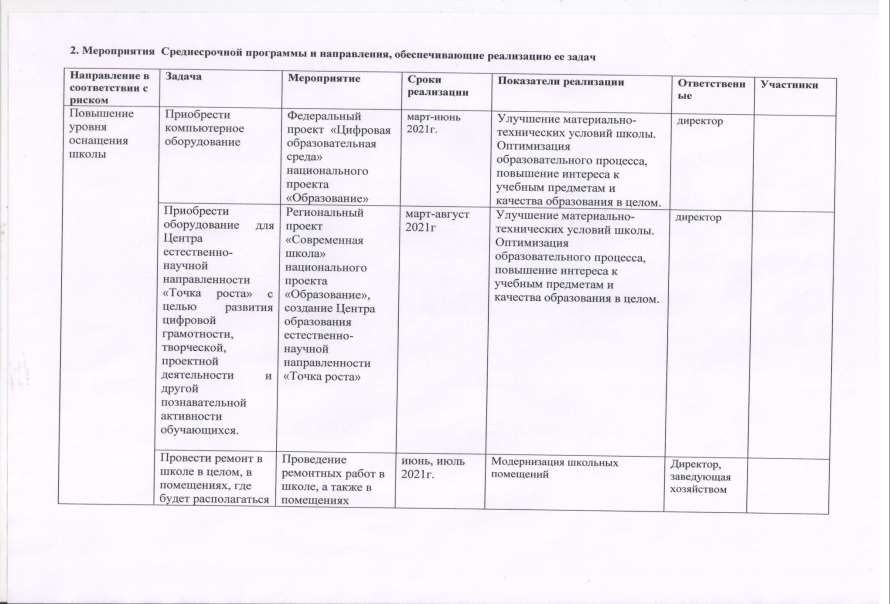 2. Мероприятия Среднесрочной программы и направления, обеспечивающие реализацию ее задач
Направление в
соответствии с
риском
Задача
Мероприятие
Сроки
реализации
Показатели реализации
Ответственн
ые
Участники
Повышение
уровня
оснащения
школы
Приобрести
компьютерное
оборудование
Федеральный
проект «Цифровая
образовательная
среда»
национального
проекта
«Образование»
март-июнь
2021г.
Улучшение материально-
технических условий школы.
Оптимизация
образовательного процесса,
повышение интереса к
учебным предметам и
качества образования в целом.
директор
Приобрести
оборудование для
Центра
естественно-
научной
направленности
«Точка роста» с
целью развития
цифровой
грамотности,
творческой,
проектной
деятельности и
другой
познавательной
активности
обучающихся.
Региональный
проект
«Современная
школа»
национального
проекта
«Образование»,
создание Центра
образования
естественно-
научной
направленности
«Точка роста»
март-август
2021г
Улучшение материально-
технических условий школы.
Оптимизация
образовательного процесса,
повышение интереса к
учебным предметам и
качества образования в целом.
директор
Провести ремонт в
школе в целом, в
помещениях, где
будет располагаться
Проведение
ремонтных работ в
школе, а также в
помещениях
июнь, июль
2021г.
Модернизация школьных
помещений
Директор,
заведующая
хозяйством